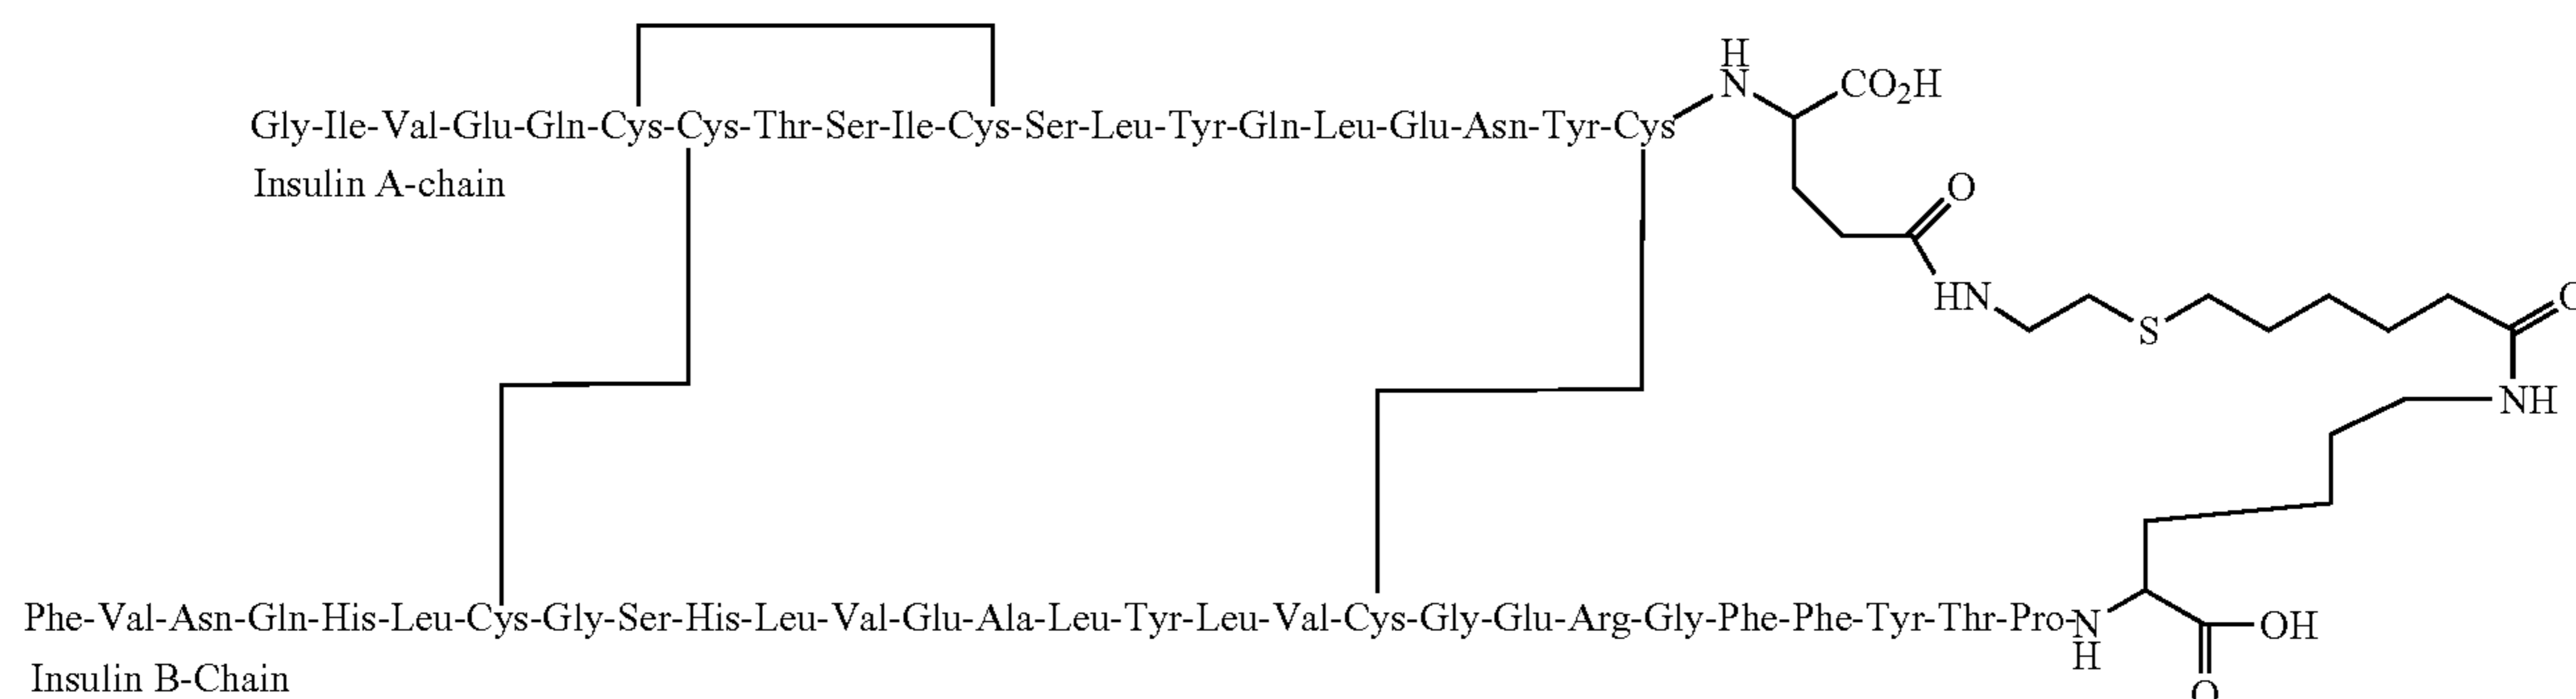 H
N
CO₂H
Gly-Ile-Val-Glu-Gln-Cys-Cys-Thr-Ser-Ile-Cys-Ser-Leu-Tyr-Gln-Leu-Glu-Asn-Tyr-Cys
Insulin A-chain
O
HN
S
O
NH
Phe-Val-Asn-Gln-His-Leu-Cys-Gly-Ser-His-Leu-Val-Glu-Ala-Leu-Tyr-Leu-Val-Cys-Gly-Glu-Arg-Gly-Phe-Phe-Tyr-Thr-Pro-N
H
OH
Insulin B-Chain
O